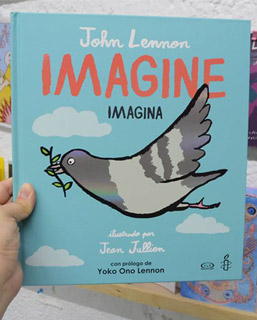 John Lennon
IMAGINE
IMAGINA
ilustrado por
Jean Jullien
con prólogo de
Yoko Ono Lennon